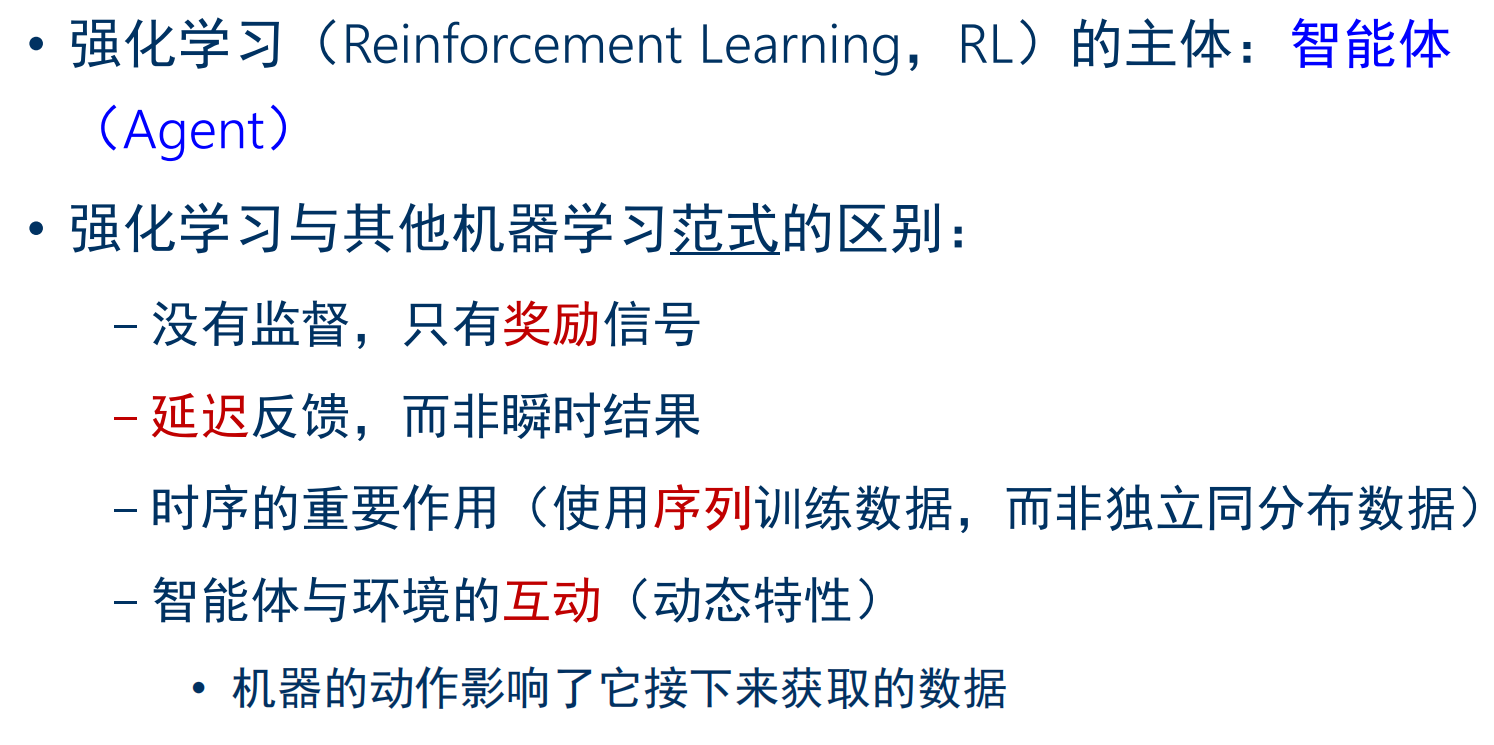 • 强化学习（Reinforcement Learning，RL）的主体：智能体
（Agent）
• 强化学习与其他机器学习范式的区别：
– 没有监督，只有奖励信号
– 延迟反馈，而非瞬时结果
– 时序的重要作用（使用序列训练数据，而非独立同分布数据）
– 智能体与环境的互动（动态特性）
• 机器的动作影响了它接下来获取的数据